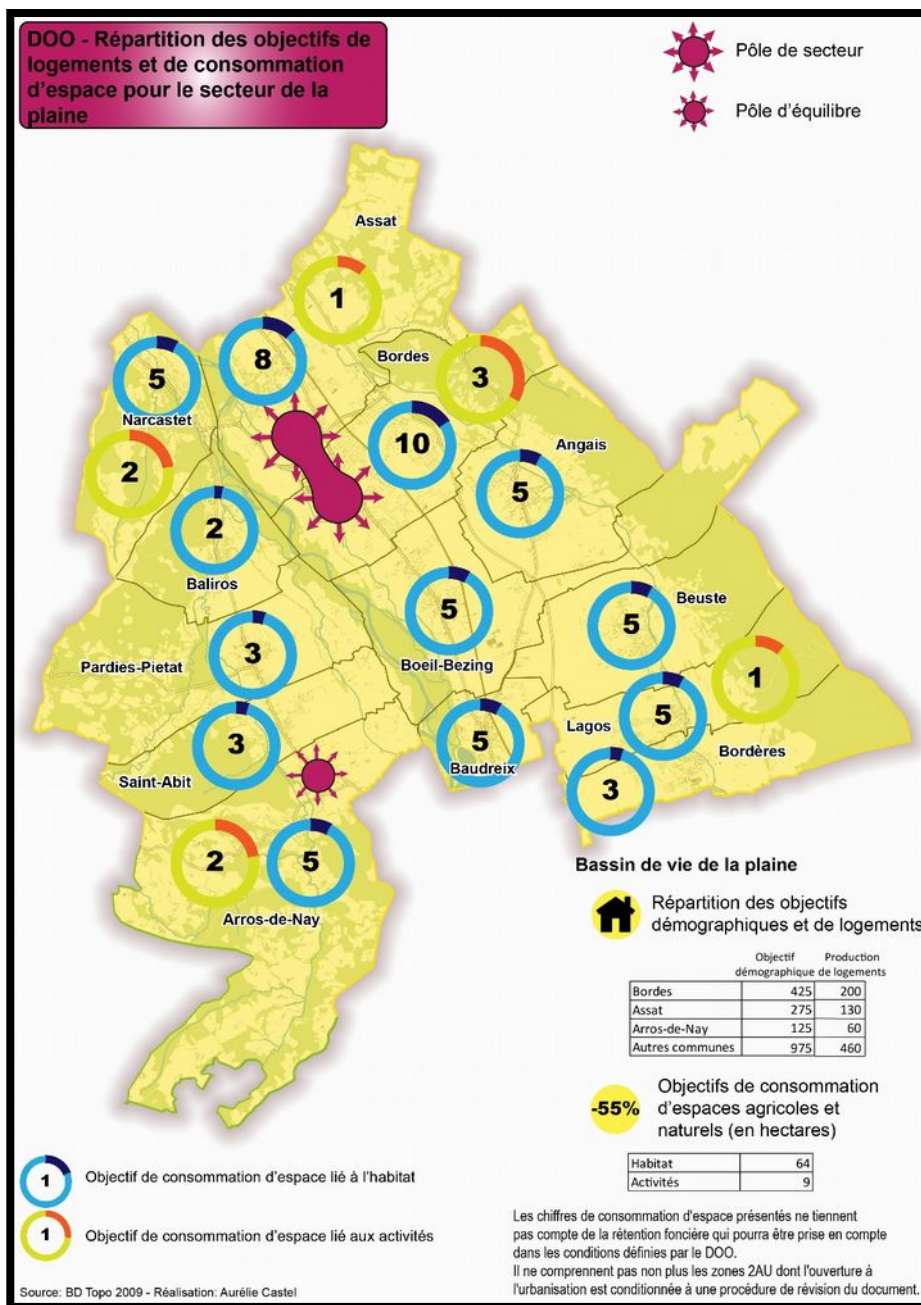 DOO - Répartition des objectifs de
logements et de consommation
d'espace pour le secteur de la
plaine
Pôle de secteur
Pôle d'équilibre
Assat
1
8
Bordes
3
5
Narcastet
10
Angais
2
5
2
Baliros
5
Boeil-Bezing
Beuste
5
3
Pardies-Pietat
1
5
Lagos
Bordères
3
Saint-Abit
5
Baudreix
3
2
5
Arros-de-Nay
Bassin de vie de la plaine
Répartition des objectifs
démographiques et de logements
Objectif Production
démographique de logements
Bordes 425 200
Assat 275 130
Arros-de-Nay 125 60
Autres communes 975 460
-55%
Objectifs de consommation
d'espaces agricoles et
naturels (en hectares)
Habitat 64
Activités 9
1 Objectif de consommation d'espace lié à l'habitat
1 Objectif de consommation d'espace lié aux activités
Les chiffres de consommation d'espace présentés ne tiennent
pas compte de la rétention foncière qui pourra être prise en compte
dans les conditions définies par le DOO.
Il ne comprennent pas non plus les zones 2AU dont l'ouverture à
l'urbanisation est conditionnée à une procédure de révision du document.
Source: BD Topo 2009 - Réalisation: Aurélie Castel